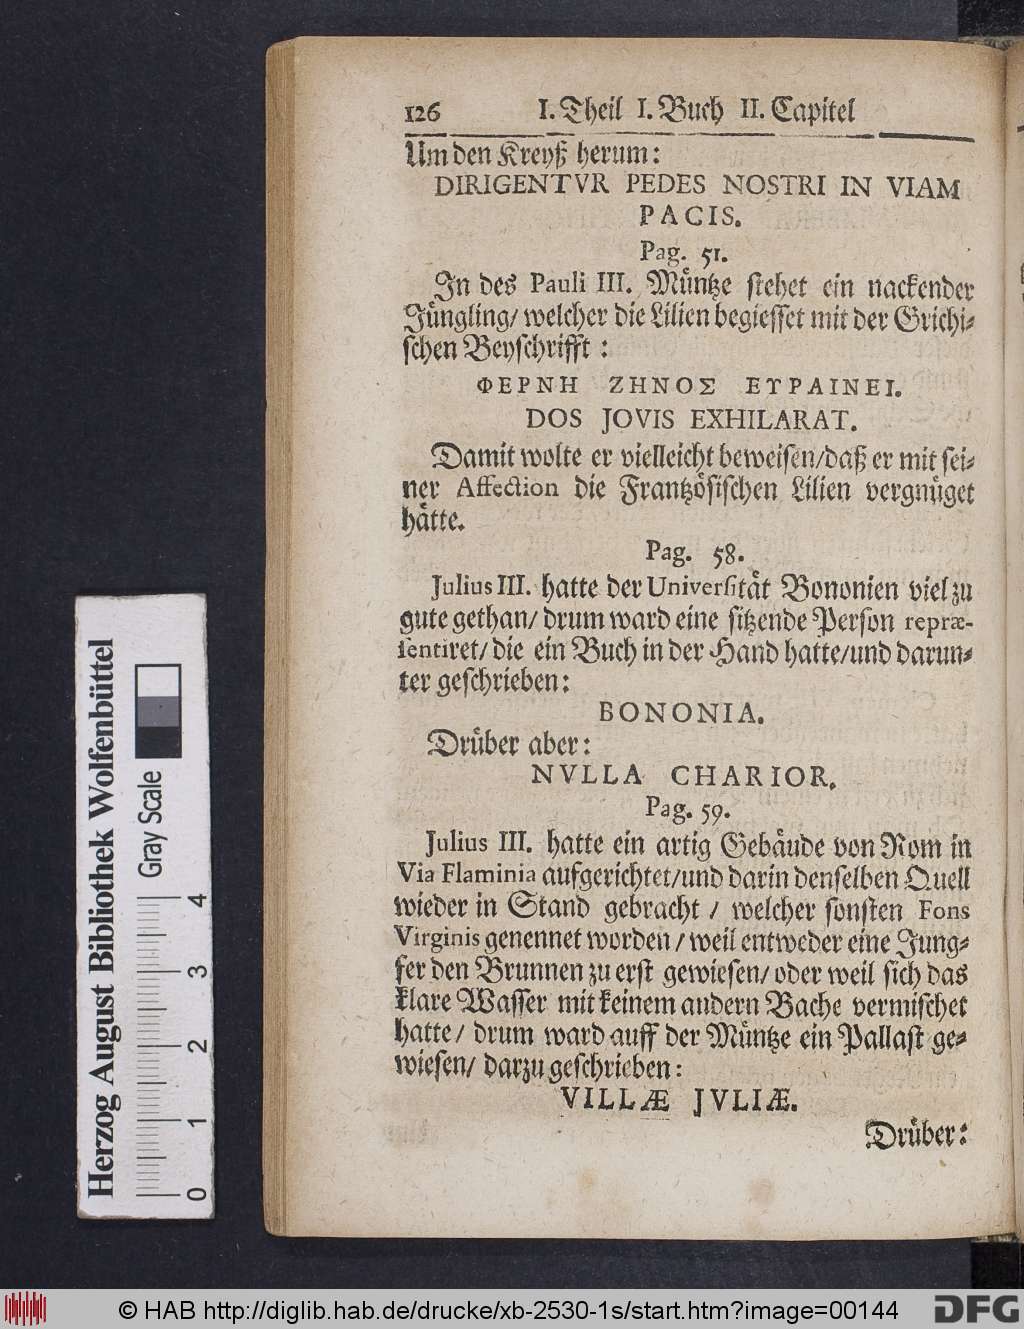 126 I. Theil I. Buch II. Capitel
Um den Kreyß herum:
DIRIGENTVR PEDES NOSTRI IN VIAM
PACIS.
Pag. 51.
In des Pauli III. Müntze stehet ein nackender
Jüngling/ welcher die Lilien begiesset mit der Grichi-
schen Beyschrifft:
ΦΕΡΝΗ ΖΗΝΟΣ ΕΥΡΑΙΝΕΙ.
DOS JOVIS EXHILARAT.
Damit wolte er vielleicht beweisen/daß er mit sei-
ner Affection die Frantzösischen Lilien vergnüget
hätte.
Pag. 58.
Julius III. hatte der Universität Bononien viel zu
gute gethan/ drum ward eine sitzende Person repræ-
sentiret/ die ein Buch in der Hand hatte/und darun-
ter geschrieben:
BONONIA.
Drüber aber:
NVLLA CHARIOR.
Pag. 59.
Julius III. hatte ein artig Gebäude von Rom in
Via Flaminia aufgerichtet/und darin denselben Quell
wieder in Stand gebracht / welcher sonsten Fons
Virginis genennet worden / weil entweder eine Jung-
fer den Brunnen zu erst gewiesen/ oder weil sich das
klare Wasser mit keinem andern Bache vermischet
hatte/ drum ward auff der Müntze ein Pallast ge-
wiesen/ darzu geschrieben:
VILLÆ JVLIÆ.
Drüber:
Herzog August Bibliothek Wolfenbüttel
Gray Scale
0 1 2 3 4
© HAB http://diglib.hab.de/drucke/xb-2530-1s/start.htm?image=00144
DFG